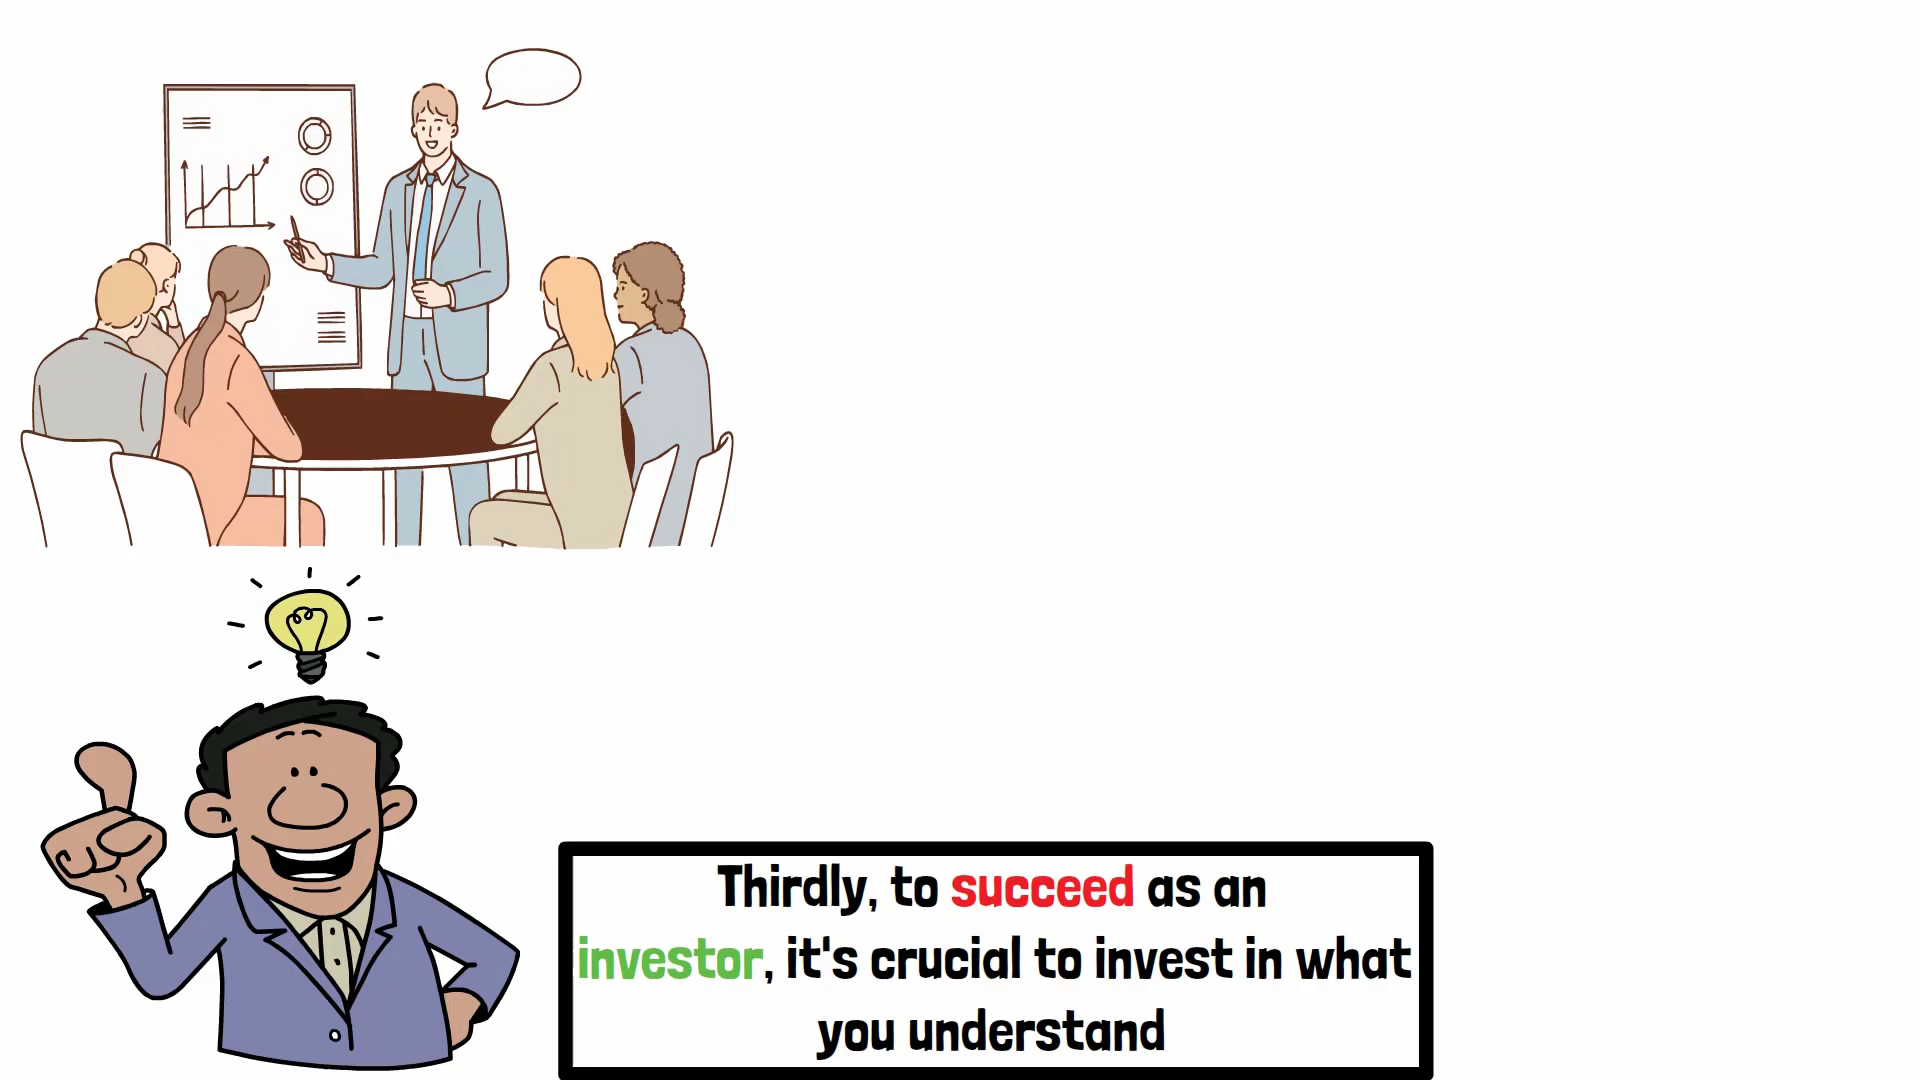 Thirdly, to succeed as an
investor, it's crucial to invest in what
you understand